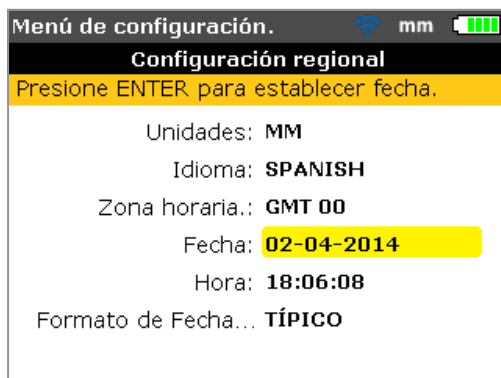 Menú de configuración. mm
Configuración regional
Presione ENTER para establecer fecha.
Unidades: MM
Idioma: SPANISH
Zona horaria.: GMT 00
Fecha: 02-04-2014
Hora: 18:06:08
Formato de Fecha... TÍPICO